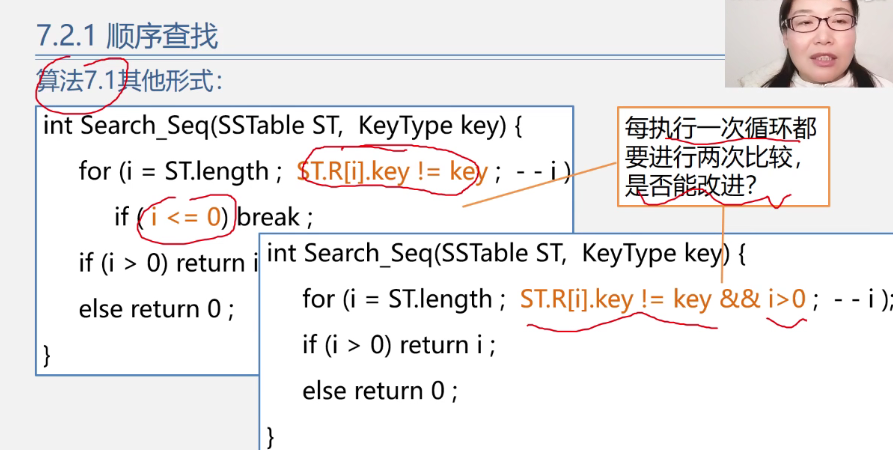 7.2.1 顺序查找
算法7.1其他形式：
int Search_Seq(SSTable ST, KeyType key) {
for (i = ST.length ; ST.R[i].key != key ; - - i )
if ( i <= 0) break ;
if (i > 0) return i
else return 0 ;
}
每执行一次循环都
要进行两次比较，
是否能改进？
int Search_Seq(SSTable ST, KeyType key) {
for (i = ST.length ; ST.R[i].key != key && i>0 ; - - i );
if (i > 0) return i ;
else return 0 ;
}